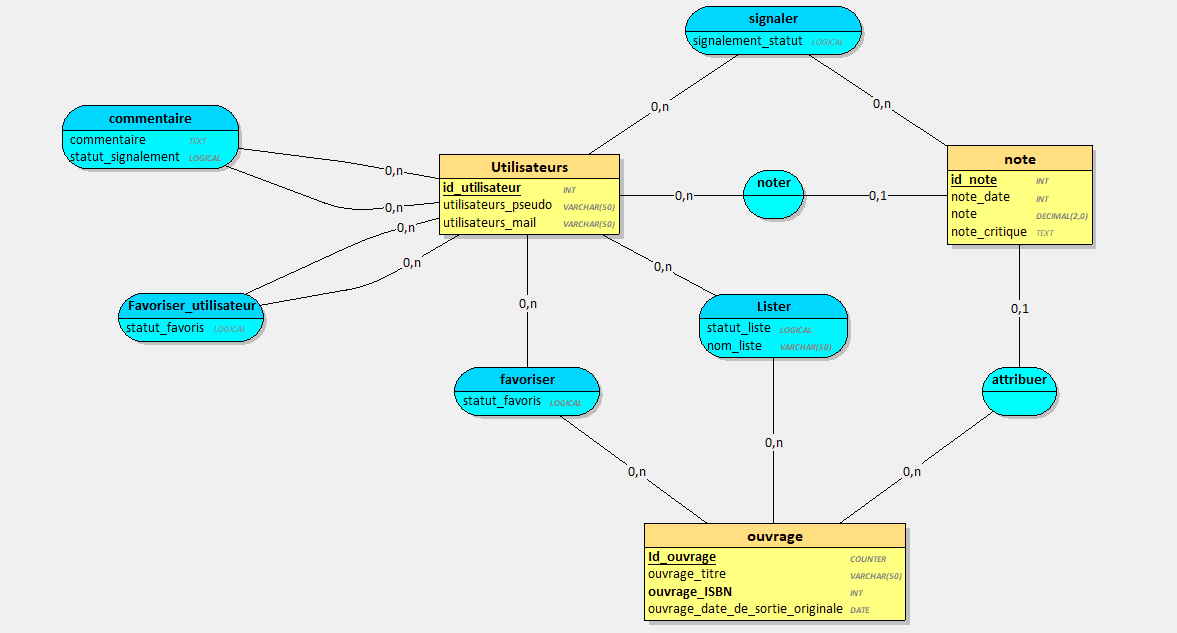 signaler
signalement_statut LOGICAL
0,n
0,n
commentaire
commentaire TEXT
statut_signalement LOGICAL
0,n
0,n
Utilisateurs
id_utilisateur INT
utilisateurs_pseudo VARCHAR(50)
utilisateurs_mail VARCHAR(50)
0,n
noter
0,1
note
id_note INT
note_date INT
note DECIMAL(2,0)
note_critique TEXT
0,n
0,n
Favoriser_utilisateur
statut_favoris LOGICAL
0,n
0,n
Lister
statut_liste LOGICAL
nom_liste VARCHAR(50)
0,1
favoriser
statut_favoris LOGICAL
attribuer
0,n
0,n
0,n
ouvrage
Id_ouvrage COUNTER
ouvrage_titre VARCHAR(50)
ouvrage_ISBN INT
ouvrage_date_de_sortie_originale DATE